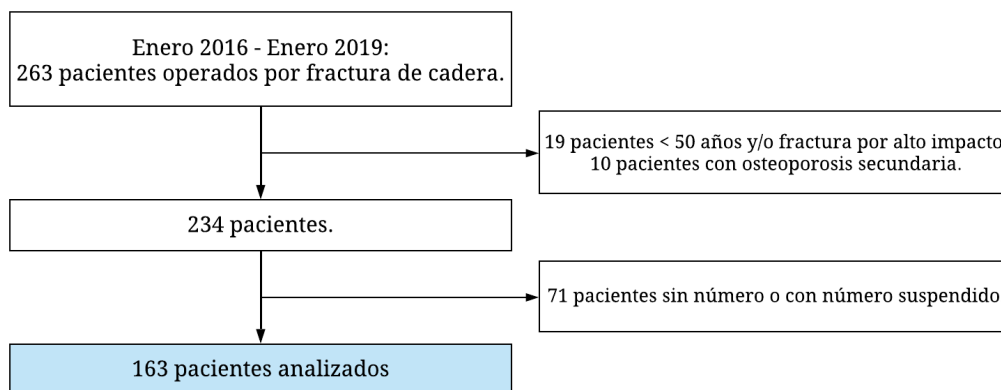 Enero 2016 - Enero 2019:
263 pacientes operados por fractura de cadera.
19 pacientes < 50 años y/o fractura por alto impacto
10 pacientes con osteoporosis secundaria.
234 pacientes.
71 pacientes sin número o con número suspendido
163 pacientes analizados